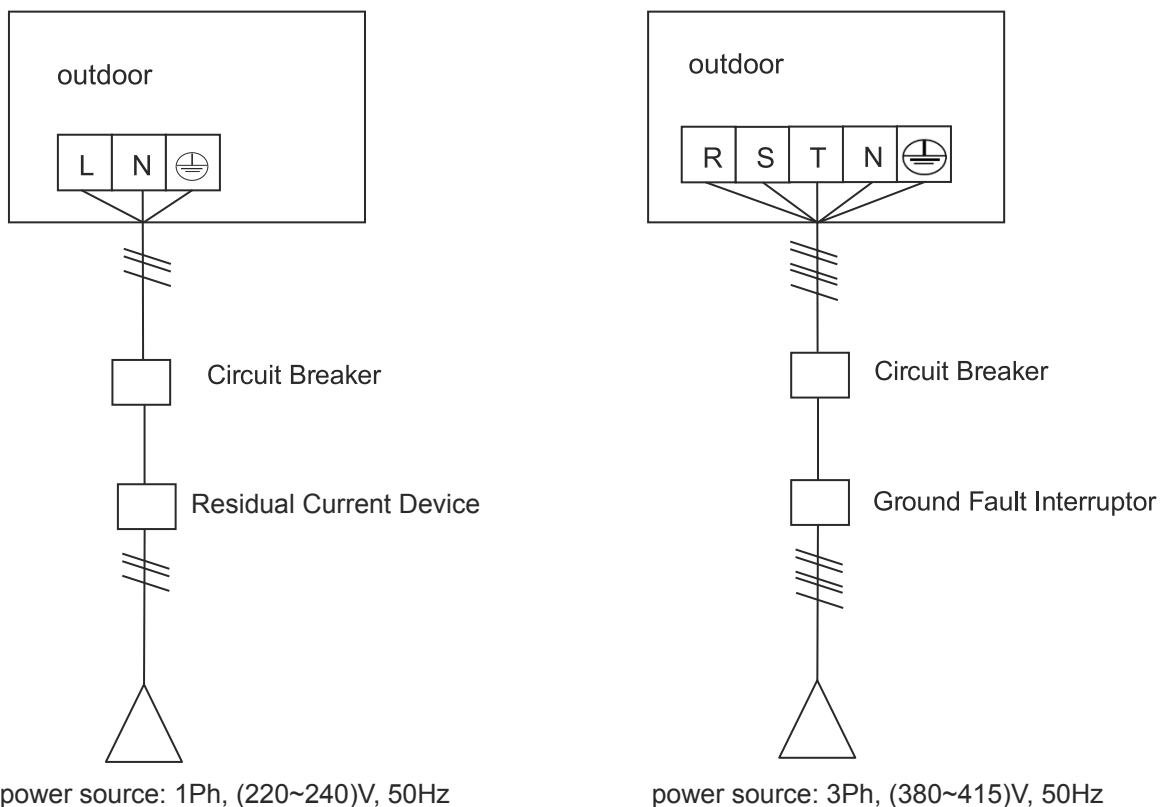 outdoor
L N
Circuit Breaker
Residual Current Device
power source: 1Ph, (220~240)V, 50Hz
outdoor
R S T N
Circuit Breaker
Ground Fault Interruptor
power source: 3Ph, (380~415)V, 50Hz